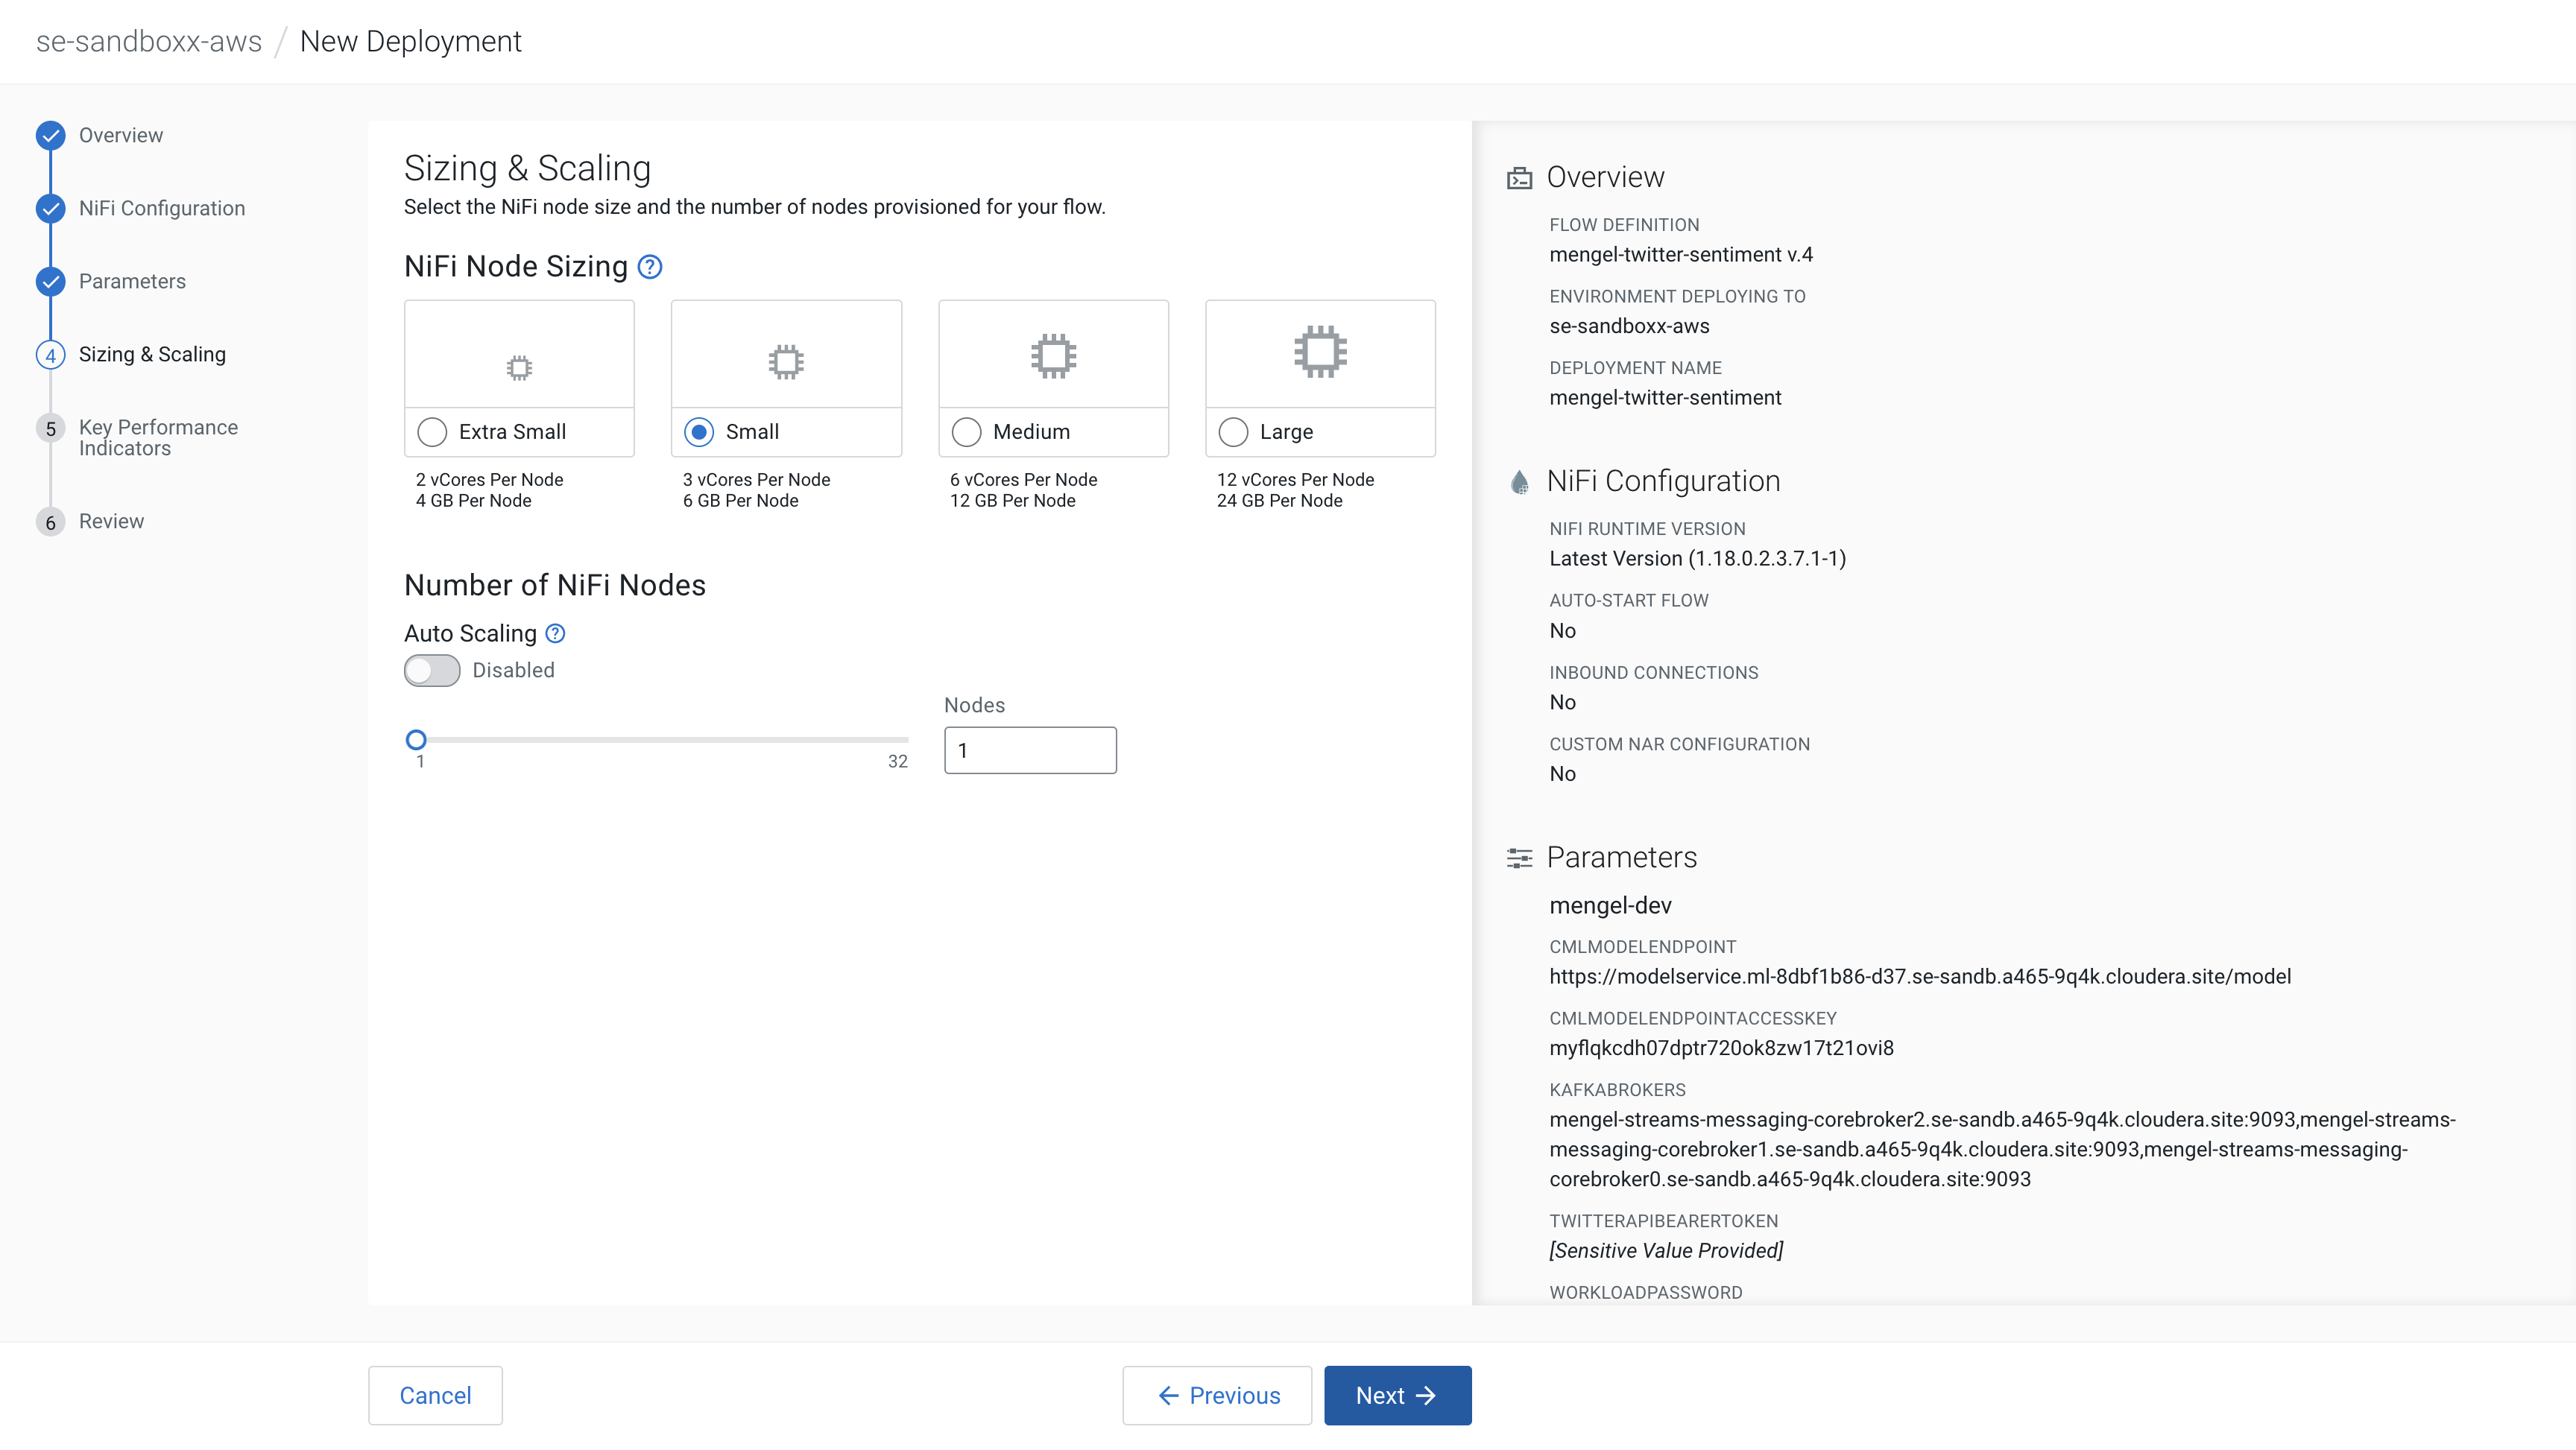 se-sandboxx-aws / New Deployment
Overview
NiFi Configuration
Parameters
4 Sizing & Scaling
5 Key Performance
Indicators
6 Review
Sizing & Scaling
Select the NiFi node size and the number of nodes provisioned for your flow.
NiFi Node Sizing ?
Extra Small
2 vCores Per Node
4 GB Per Node
Small
3 vCores Per Node
6 GB Per Node
Medium
6 vCores Per Node
12 GB Per Node
Large
12 vCores Per Node
24 GB Per Node
Number of NiFi Nodes
Auto Scaling ?
Disabled
1
32
Nodes
1
Overview
FLOW DEFINITION
mengel-twitter-sentiment v.4
ENVIRONMENT DEPLOYING TO
se-sandboxx-aws
DEPLOYMENT NAME
mengel-twitter-sentiment
NiFi Configuration
NIFI RUNTIME VERSION
Latest Version (1.18.0.2.3.7.1-1)
AUTO-START FLOW
No
INBOUND CONNECTIONS
No
CUSTOM NAR CONFIGURATION
No
Parameters
mengel-dev
CMLMODELENDPOINT
https://modelservice.ml-8dbf1b86-d37.se-sandb.a465-9q4k.cloudera.site/model
CMLMODELENDPOINTACCESSKEY
myflqkcdh07dptr720ok8zw17t21ovi8
KAFKABROKERS
mengel-streams-messaging-corebroker2.se-sandb.a465-9q4k.cloudera.site:9093,mengel-streams-
messaging-corebroker1.se-sandb.a465-9q4k.cloudera.site:9093,mengel-streams-messaging-
corebroker0.se-sandb.a465-9q4k.cloudera.site:9093
TWITTERAPIBEARERTOKEN
[Sensitive Value Provided]
WORKLOADPASSWORD
Cancel
Previous
Next